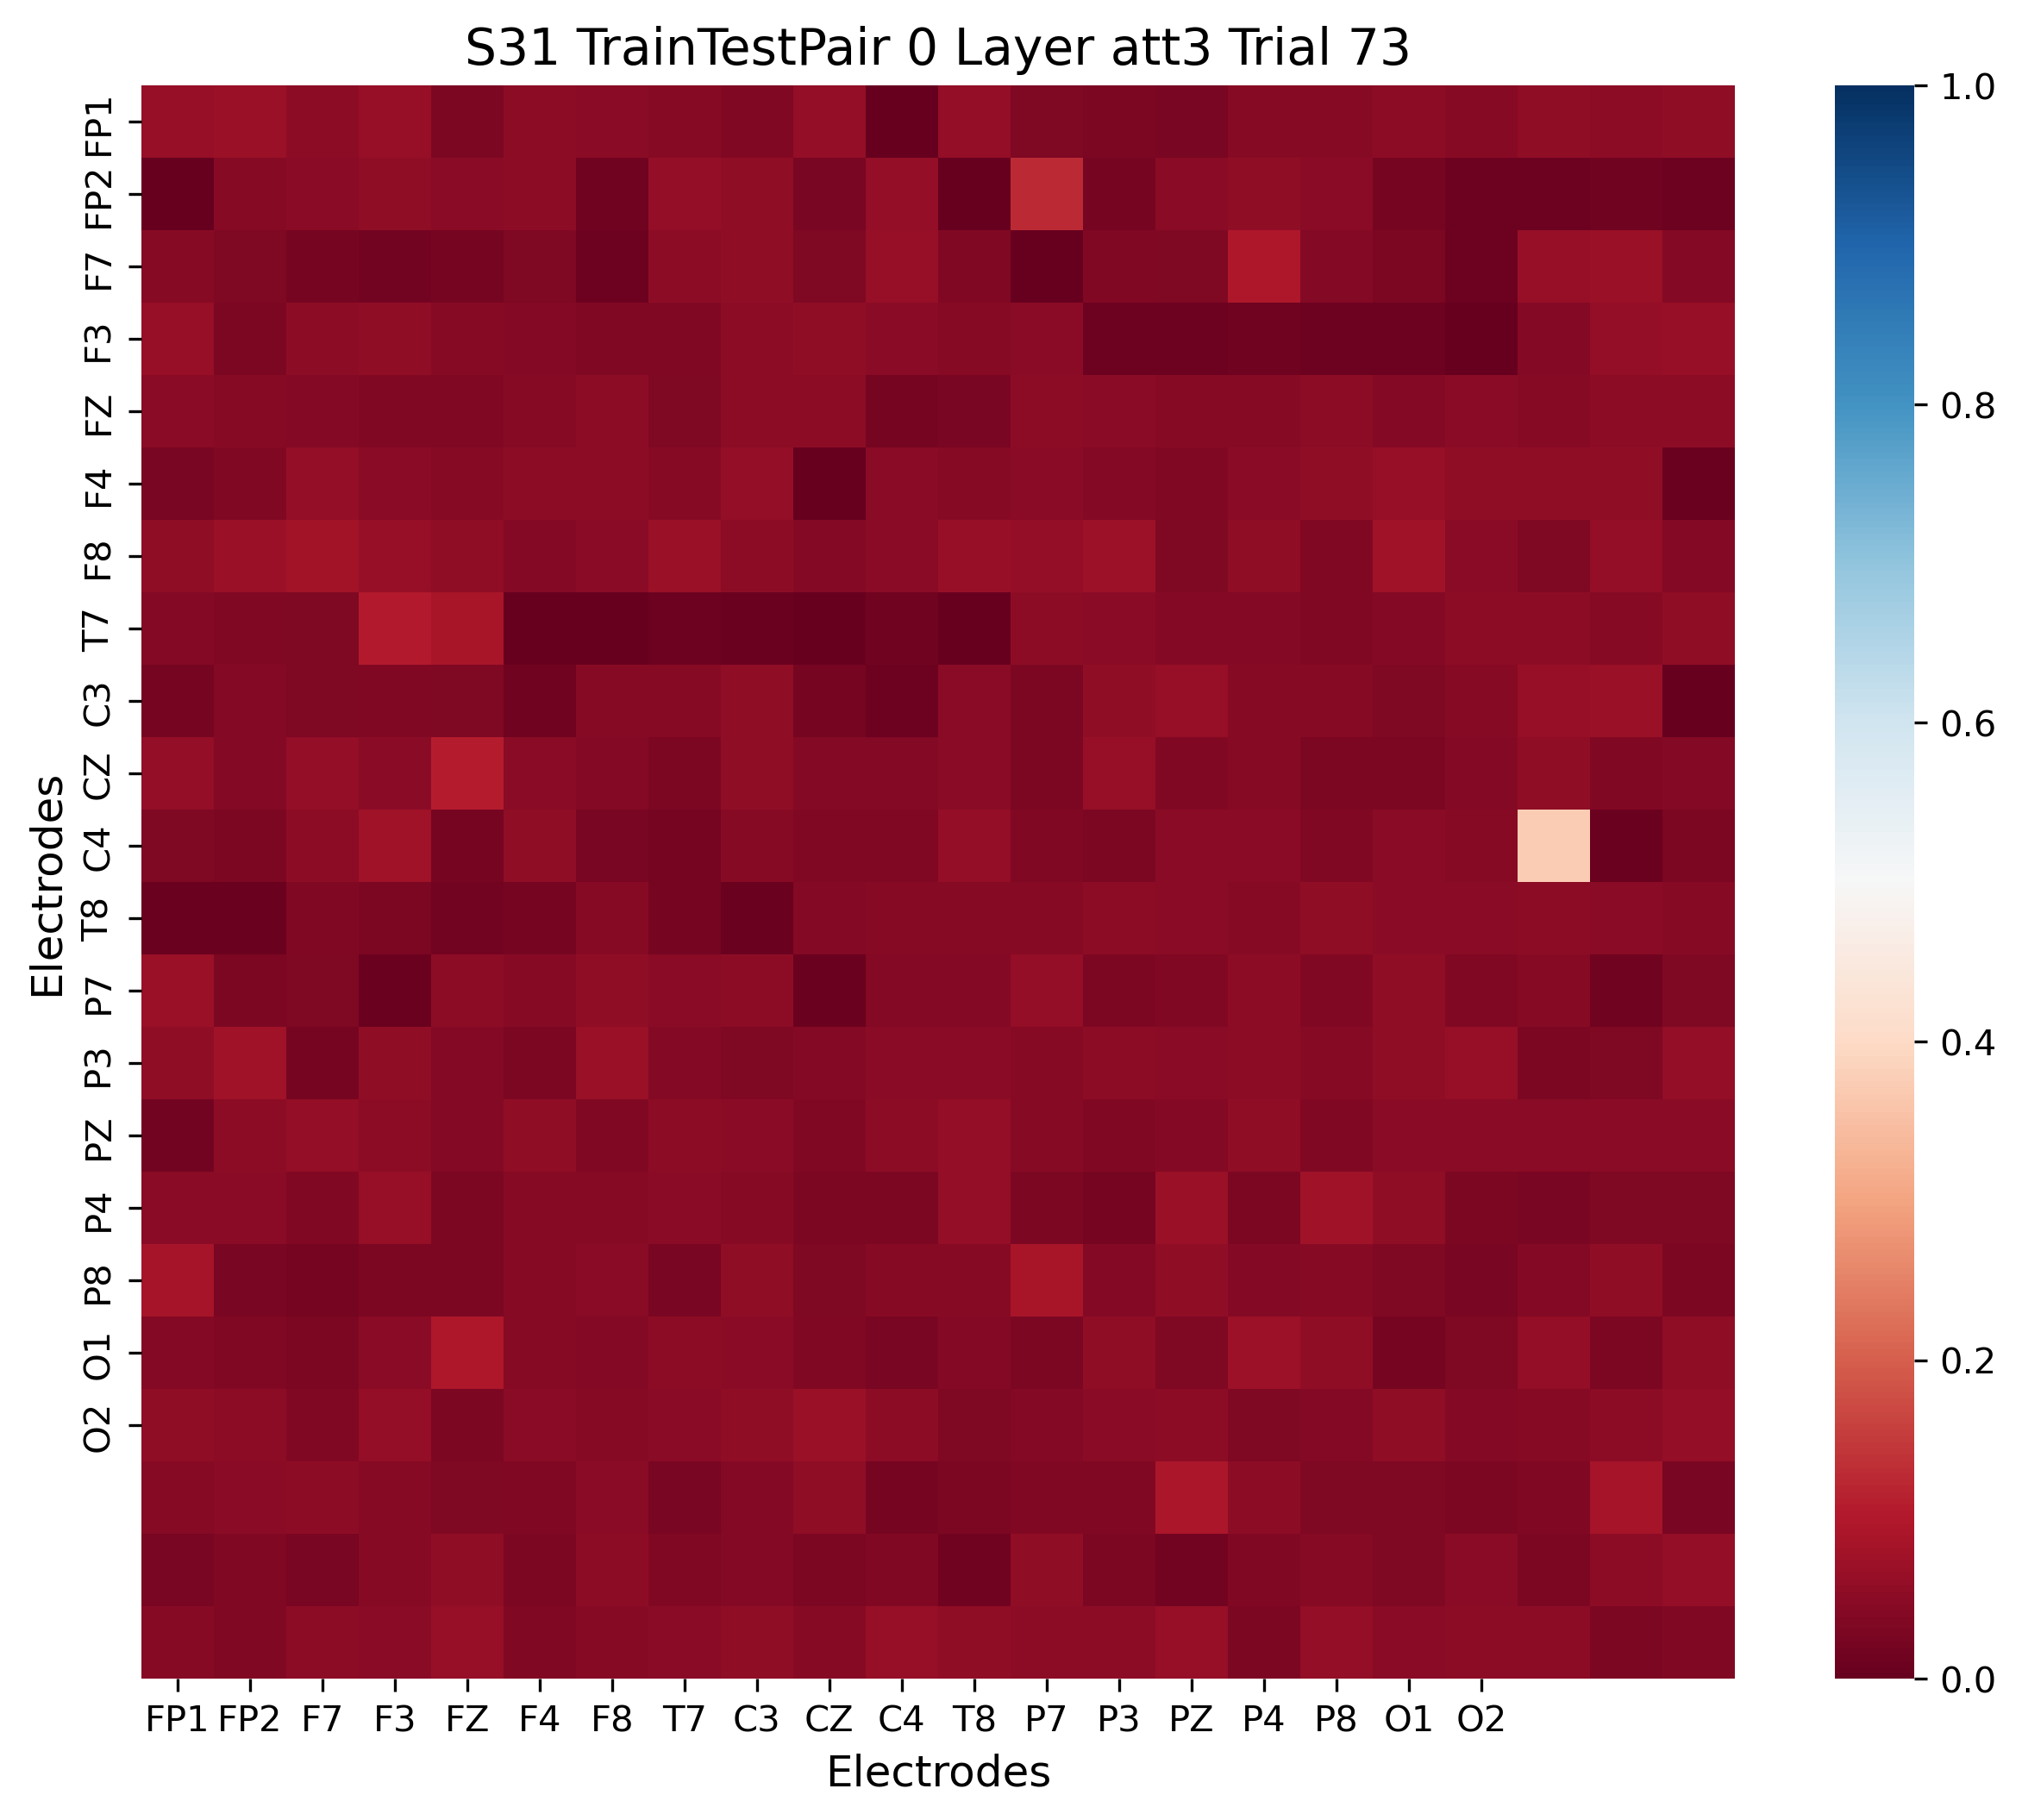 S31 TrainTestPair 0 Layer att3 Trial 73
Electrodes
FP1
FP2
F7
F3
FZ
F4
F8
T7
C3
CZ
C4
T8
P7
P3
PZ
P4
P8
O1
O2
FP1 FP2 F7 F3 FZ F4 F8 T7 C3 CZ C4 T8 P7 P3 PZ P4 P8 O1 O2
Electrodes
1.0
0.8
0.6
0.4
0.2
0.0